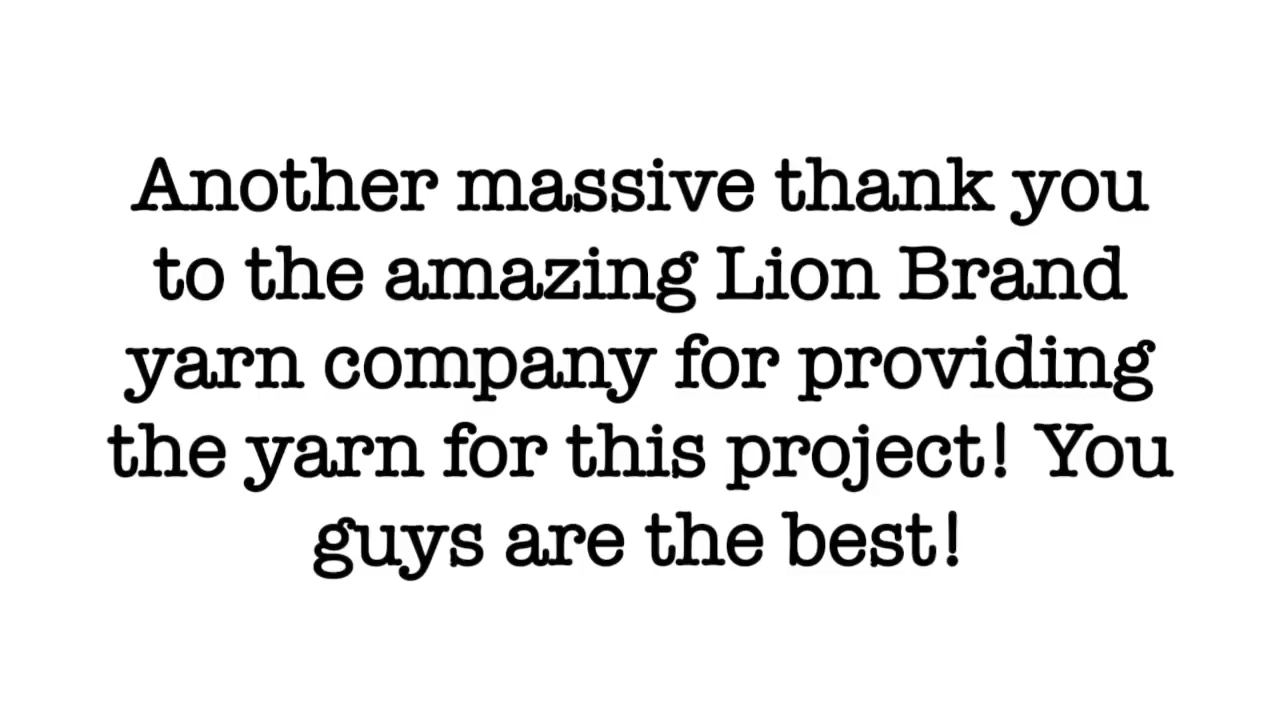 Another massive thank you
to the amazing Lion Brand
yarn company for providing
the yarn for this project! You
guys are the best!